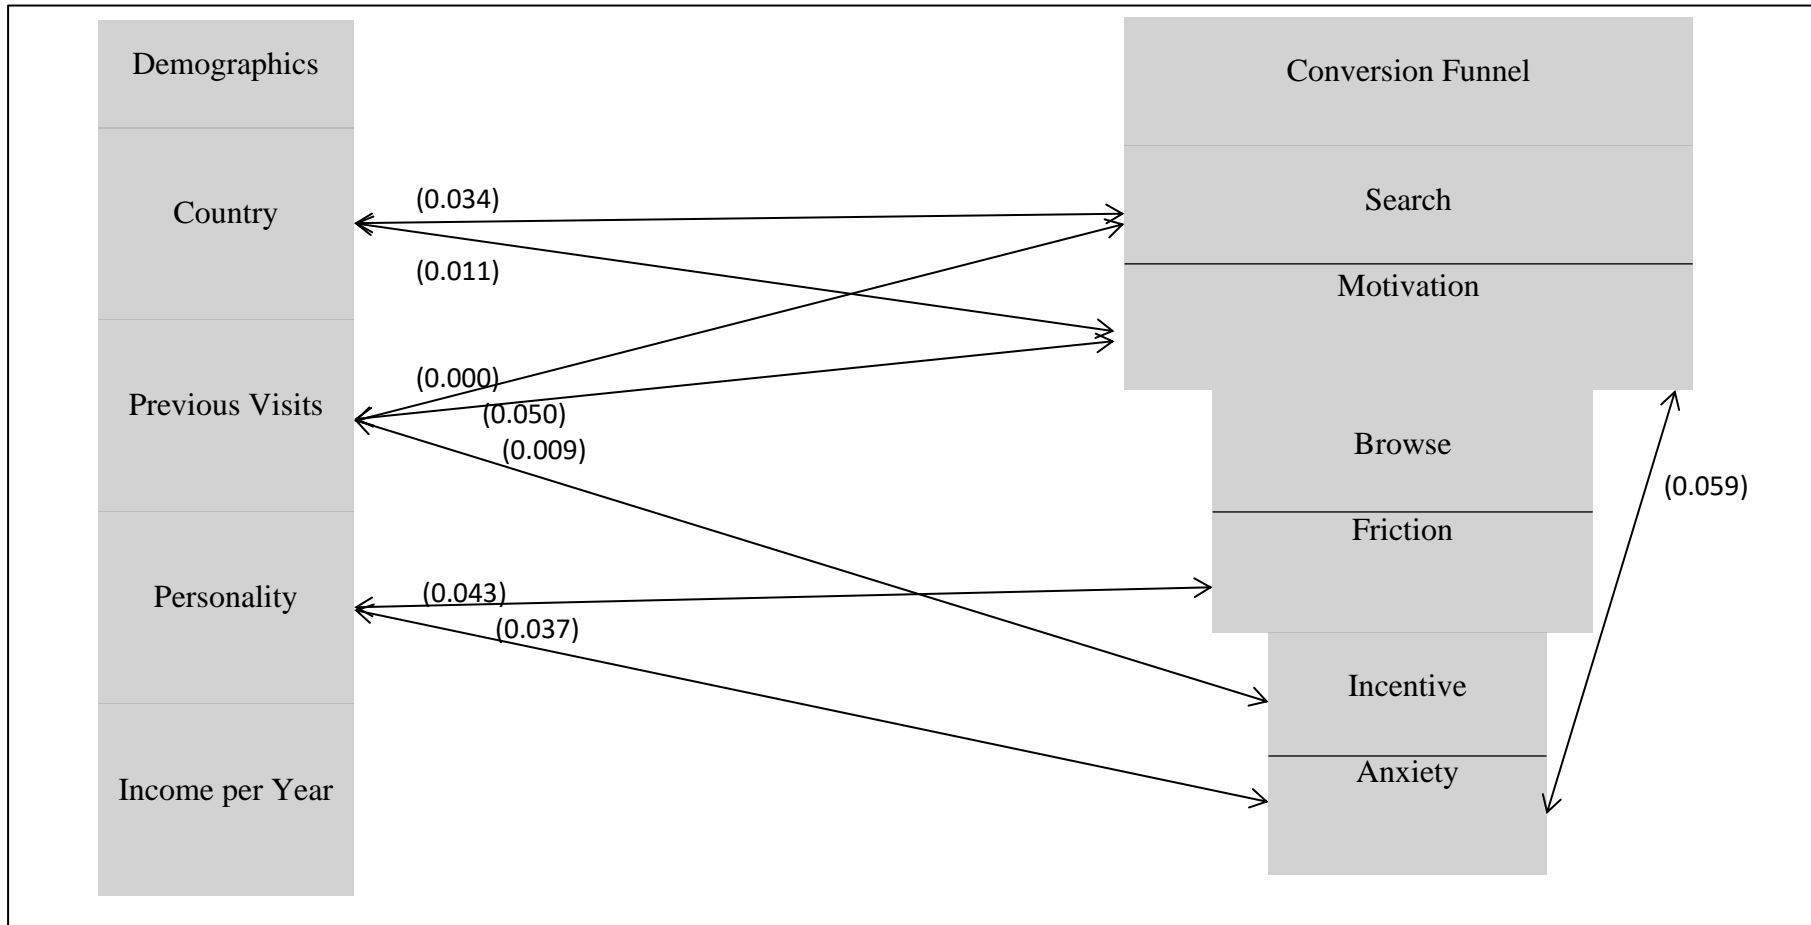 Demographics
Conversion Funnel
Country
(0.034)
Search
(0.011)
Motivation
Previous Visits
(0.000)
(0.050)
(0.009)
Browse
(0.059)
Friction
Personality
(0.043)
(0.037)
Incentive
Income per Year
Anxiety